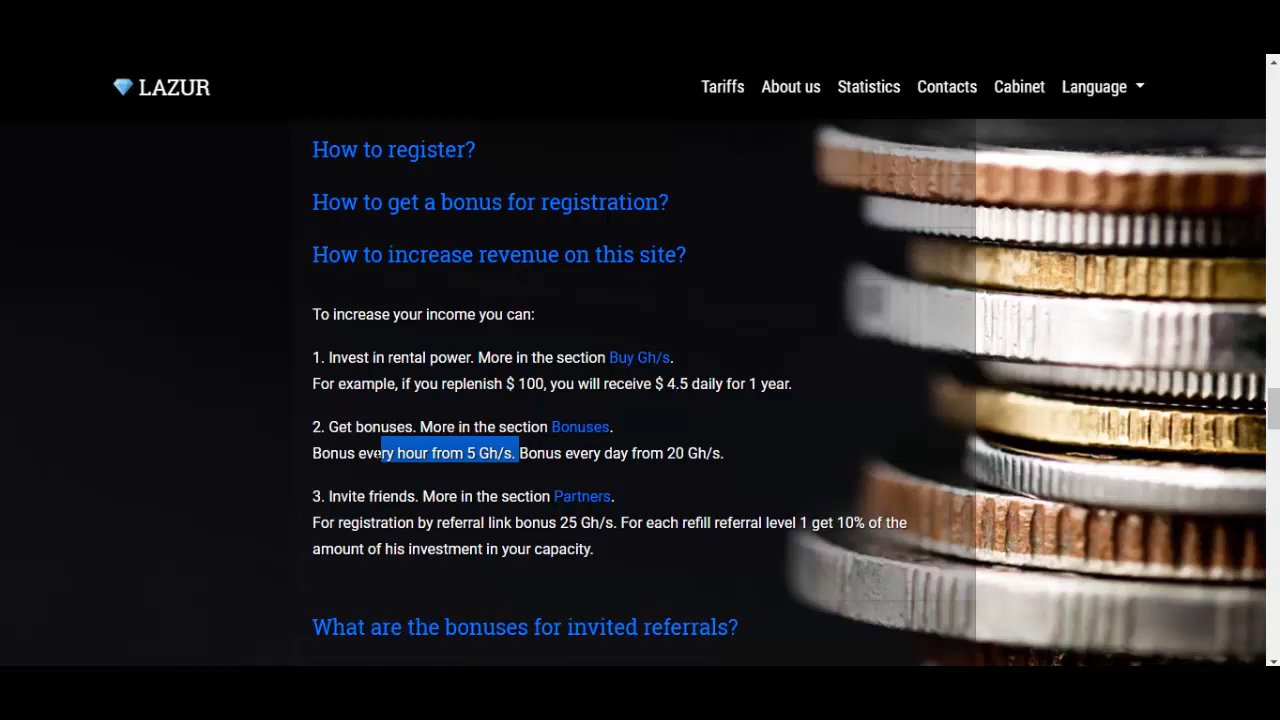 LAZUR
Tariffs About us Statistics Contacts Cabinet Language
How to register?
How to get a bonus for registration?
How to increase revenue on this site?
To increase your income you can:
1. Invest in rental power. More in the section Buy Gh/s.
For example, if you replenish $ 100, you will receive $ 4.5 daily for 1 year.
2. Get bonuses. More in the section Bonuses.
Bonus every hour from 5 Gh/s. Bonus every day from 20 Gh/s.
3. Invite friends. More in the section Partners.
For registration by referral link bonus 25 Gh/s. For each refill referral level 1 get 10% of the
amount of his investment in your capacity.
What are the bonuses for invited referrals?